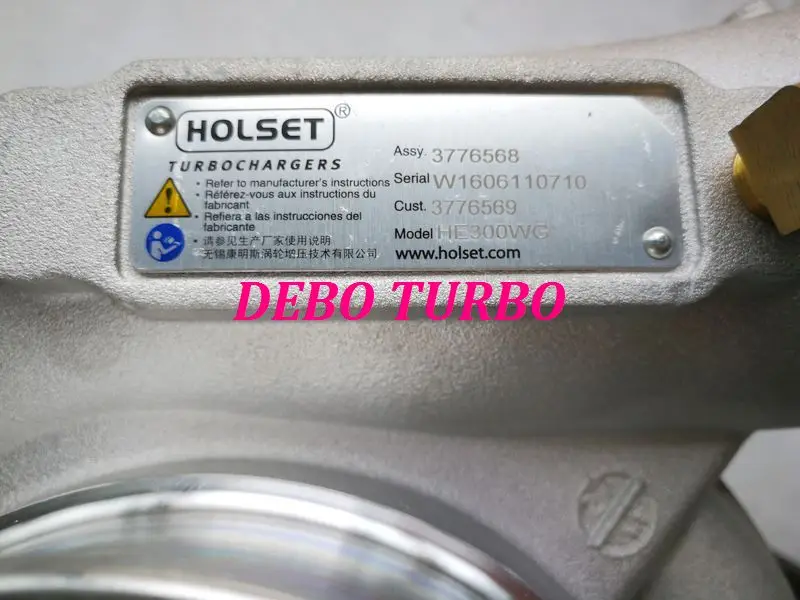 HOLSET®
TURBOCHARGERS
• Refer to manufacturer's instructions
• Référez-vous aux instructions du
fabricant
• Refiera a las instrucciones del
fabricante
• 请参见生产厂家使用说明
无锡康明斯涡轮增压技术有限公司
Assy 3776568
Serial W1606110710
Cust. 3776569
Model HE300WG
www.holset.com
DEBO TURBO